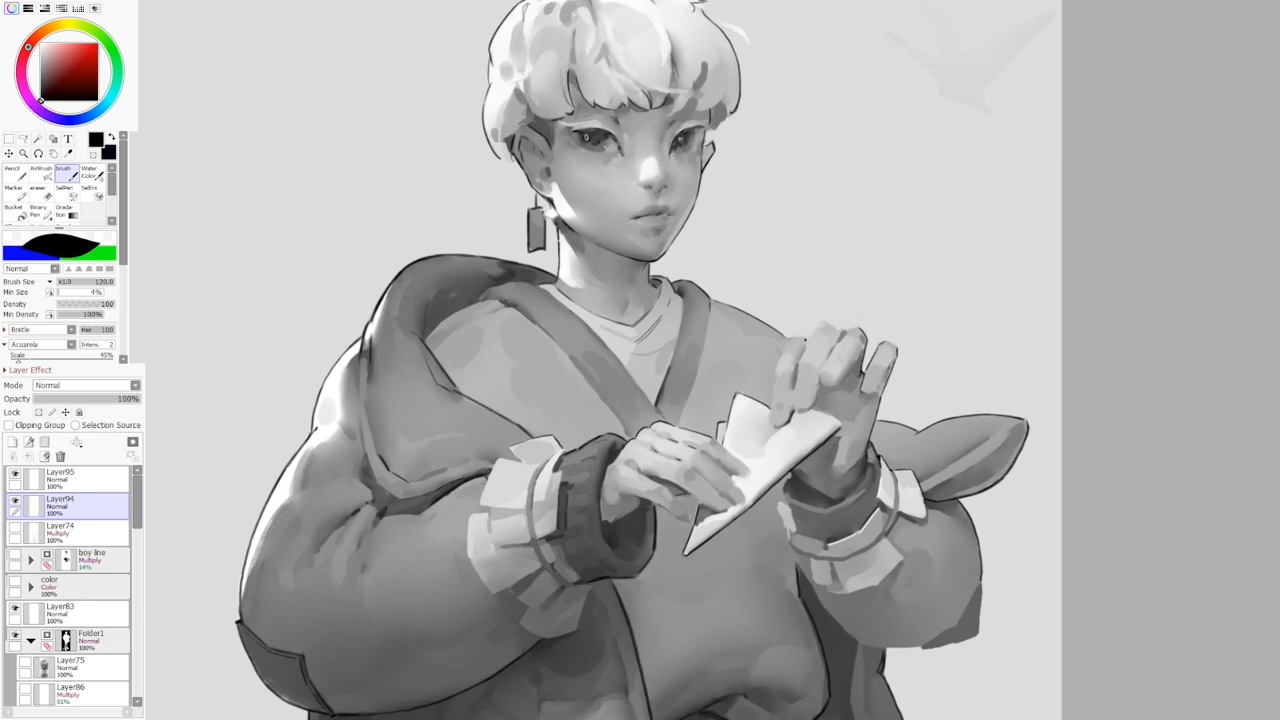 T
Pencil AirBrush brush Water Color
Marker eraser SelPen SelErs
Bucket Binary Pen Grada-tion
Normal
Brush Size x3.0 120.0
Min Size 4%
Density 100
Min Density 100%
Bristle Hair 100
Acuarela Intens. 2
Scale 45%
Layer Effect
Mode Normal
Opacity 100%
Lock
Clipping Group Selection Source
Layer95
Normal
100%
Layer94
Normal
100%
Layer74
Multiply
100%
boy line
Multiply
14%
color
Color
100%
Layer83
Normal
100%
Folder1
Normal
100%
Layer75
Normal
100%
Layer86
Multiply